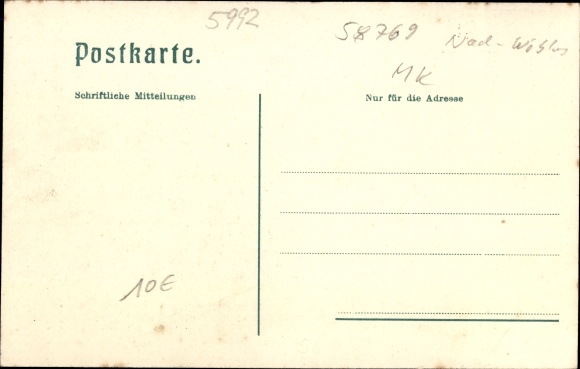 5992
58769
MK
Postkarte.
Schriftliche Mitteilungen
Nur für die Adresse
10€